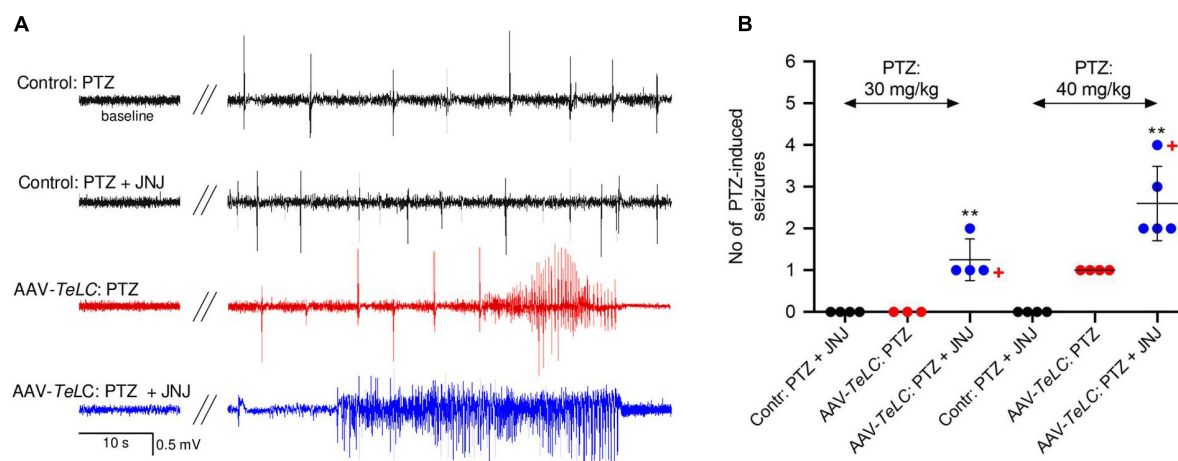 A
Control: PTZ
baseline
Control: PTZ + JNJ
AAV-TeLC: PTZ
AAV-TeLC: PTZ + JNJ
10 s
0.5 mV
B
No of PTZ-induced
seizures
6
5
4
3
2
1
0
PTZ:
30 mg/kg
PTZ:
40 mg/kg
**
+
**
+
Contr: PTZ + JNJ
AAV-TeLC: PTZ
AAV-TeLC: PTZ + JNJ
Contr: PTZ + JNJ
AAV-TeLC: PTZ
AAV-TeLC: PTZ + JNJ